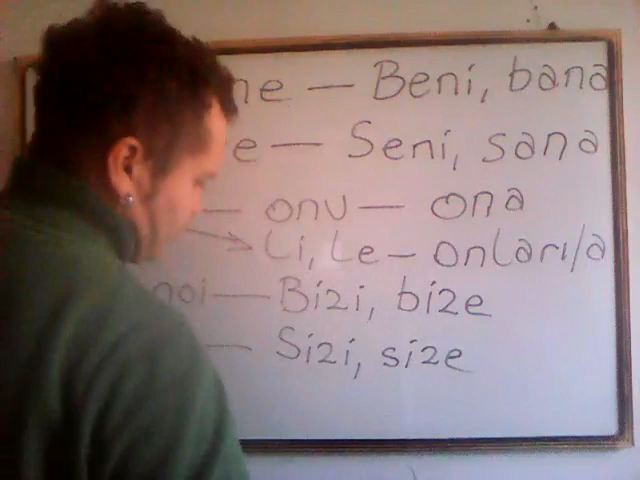 ne — Beni, bana
e — Seni, sana
— onu — ona
Li, Le — onları/a
noi — Bizi, bize
— Sizi, size